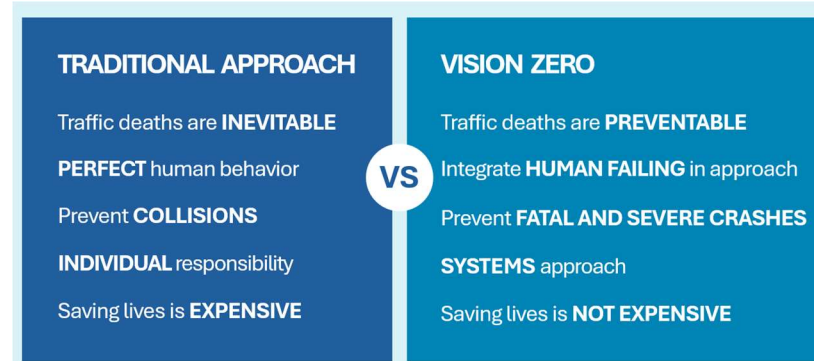 TRADITIONAL APPROACH
Traffic deaths are INEVITABLE
PERFECT human behavior
Prevent COLLISIONS
INDIVIDUAL responsibility
Saving lives is EXPENSIVE
VS
VISION ZERO
Traffic deaths are PREVENTABLE
Integrate HUMAN FAILING in approach
Prevent FATAL AND SEVERE CRASHES
SYSTEMS approach
Saving lives is NOT EXPENSIVE